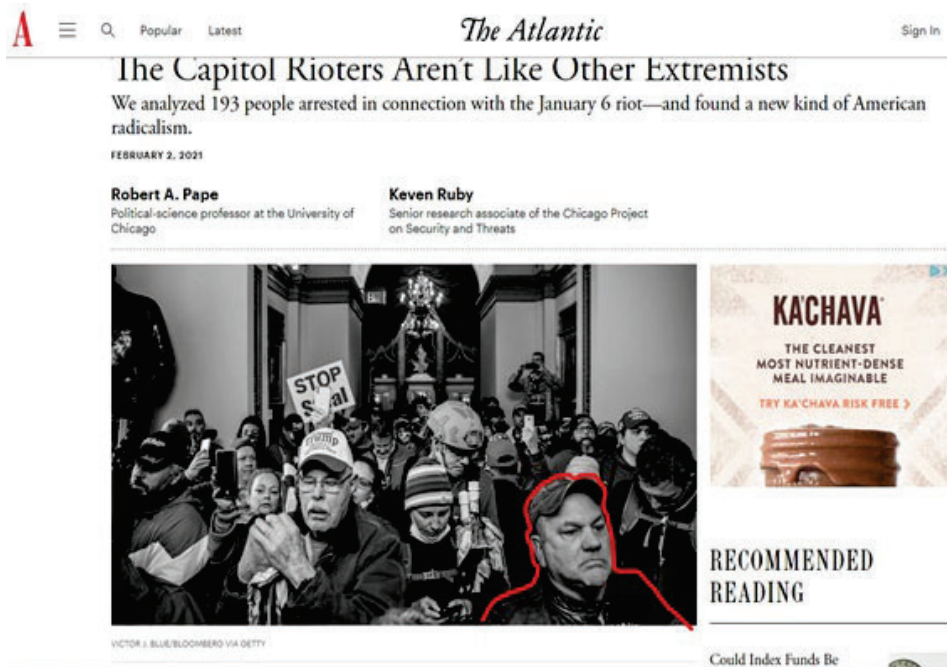 A
Popular
Latest
The Atlantic
Sign In
The Capitol Rioters Aren't Like Other Extremists
We analyzed 193 people arrested in connection with the January 6 riot—and found a new kind of American
radicalism.
FEBRUARY 2, 2021
Robert A. Pape
Political-science professor at the University of
Chicago
Keven Ruby
Senior research associate of the Chicago Project
on Security and Threats
STOP
Trump
KA'CHAVA
THE CLEANEST
MOST NUTRIENT-DENSE
MEAL IMAGINABLE
TRY KA'CHAVA RISK FREE >
VICTOR J. BLUE/BLOOMBERG VIA GETTY
RECOMMENDED
READING
Could Index Funds Be